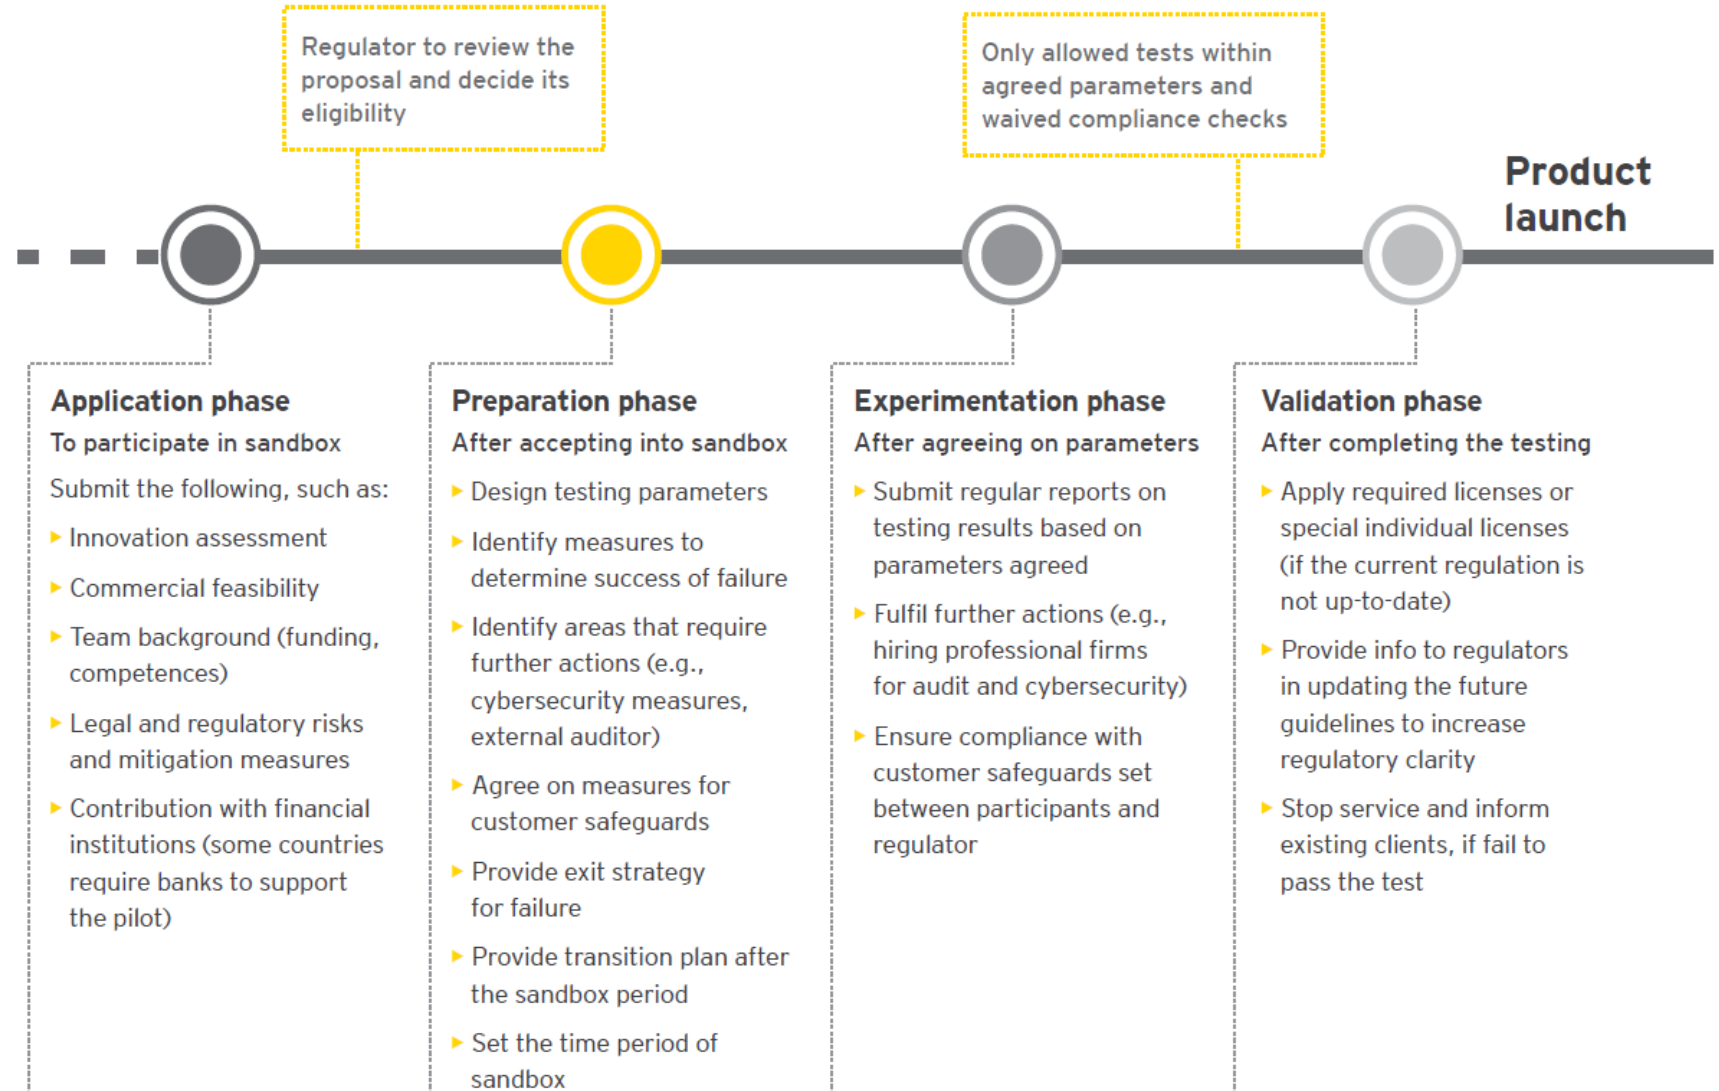 Regulator to review the
proposal and decide its
eligibility
Only allowed tests within
agreed parameters and
waived compliance checks
Product
launch
Application phase
To participate in sandbox
Submit the following, such as:
Innovation assessment
Commercial feasibility
Team background (funding,
competences)
Legal and regulatory risks
and mitigation measures
Contribution with financial
institutions (some countries
require banks to support
the pilot)
Preparation phase
After accepting into sandbox
Design testing parameters
Identify measures to
determine success of failure
Identify areas that require
further actions (e.g.,
cybersecurity measures,
external auditor)
Agree on measures for
customer safeguards
Provide exit strategy
for failure
Provide transition plan after
the sandbox period
Set the time period of
sandbox
Experimentation phase
After agreeing on parameters
Submit regular reports on
testing results based on
parameters agreed
Fulfil further actions (e.g.,
hiring professional firms
for audit and cybersecurity)
Ensure compliance with
customer safeguards set
between participants and
regulator
Validation phase
After completing the testing
Apply required licenses or
special individual licenses
(if the current regulation is
not up-to-date)
Provide info to regulators
in updating the future
guidelines to increase
regulatory clarity
Stop service and inform
existing clients, if fail to
pass the test